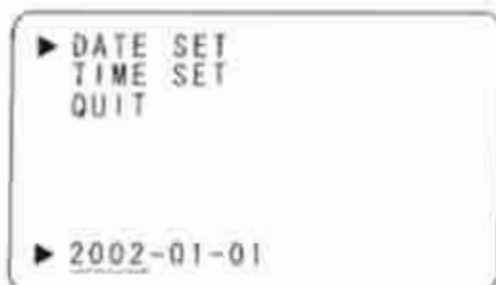 ▶ DATE SET
TIME SET
QUIT
▶ 2002-01-01